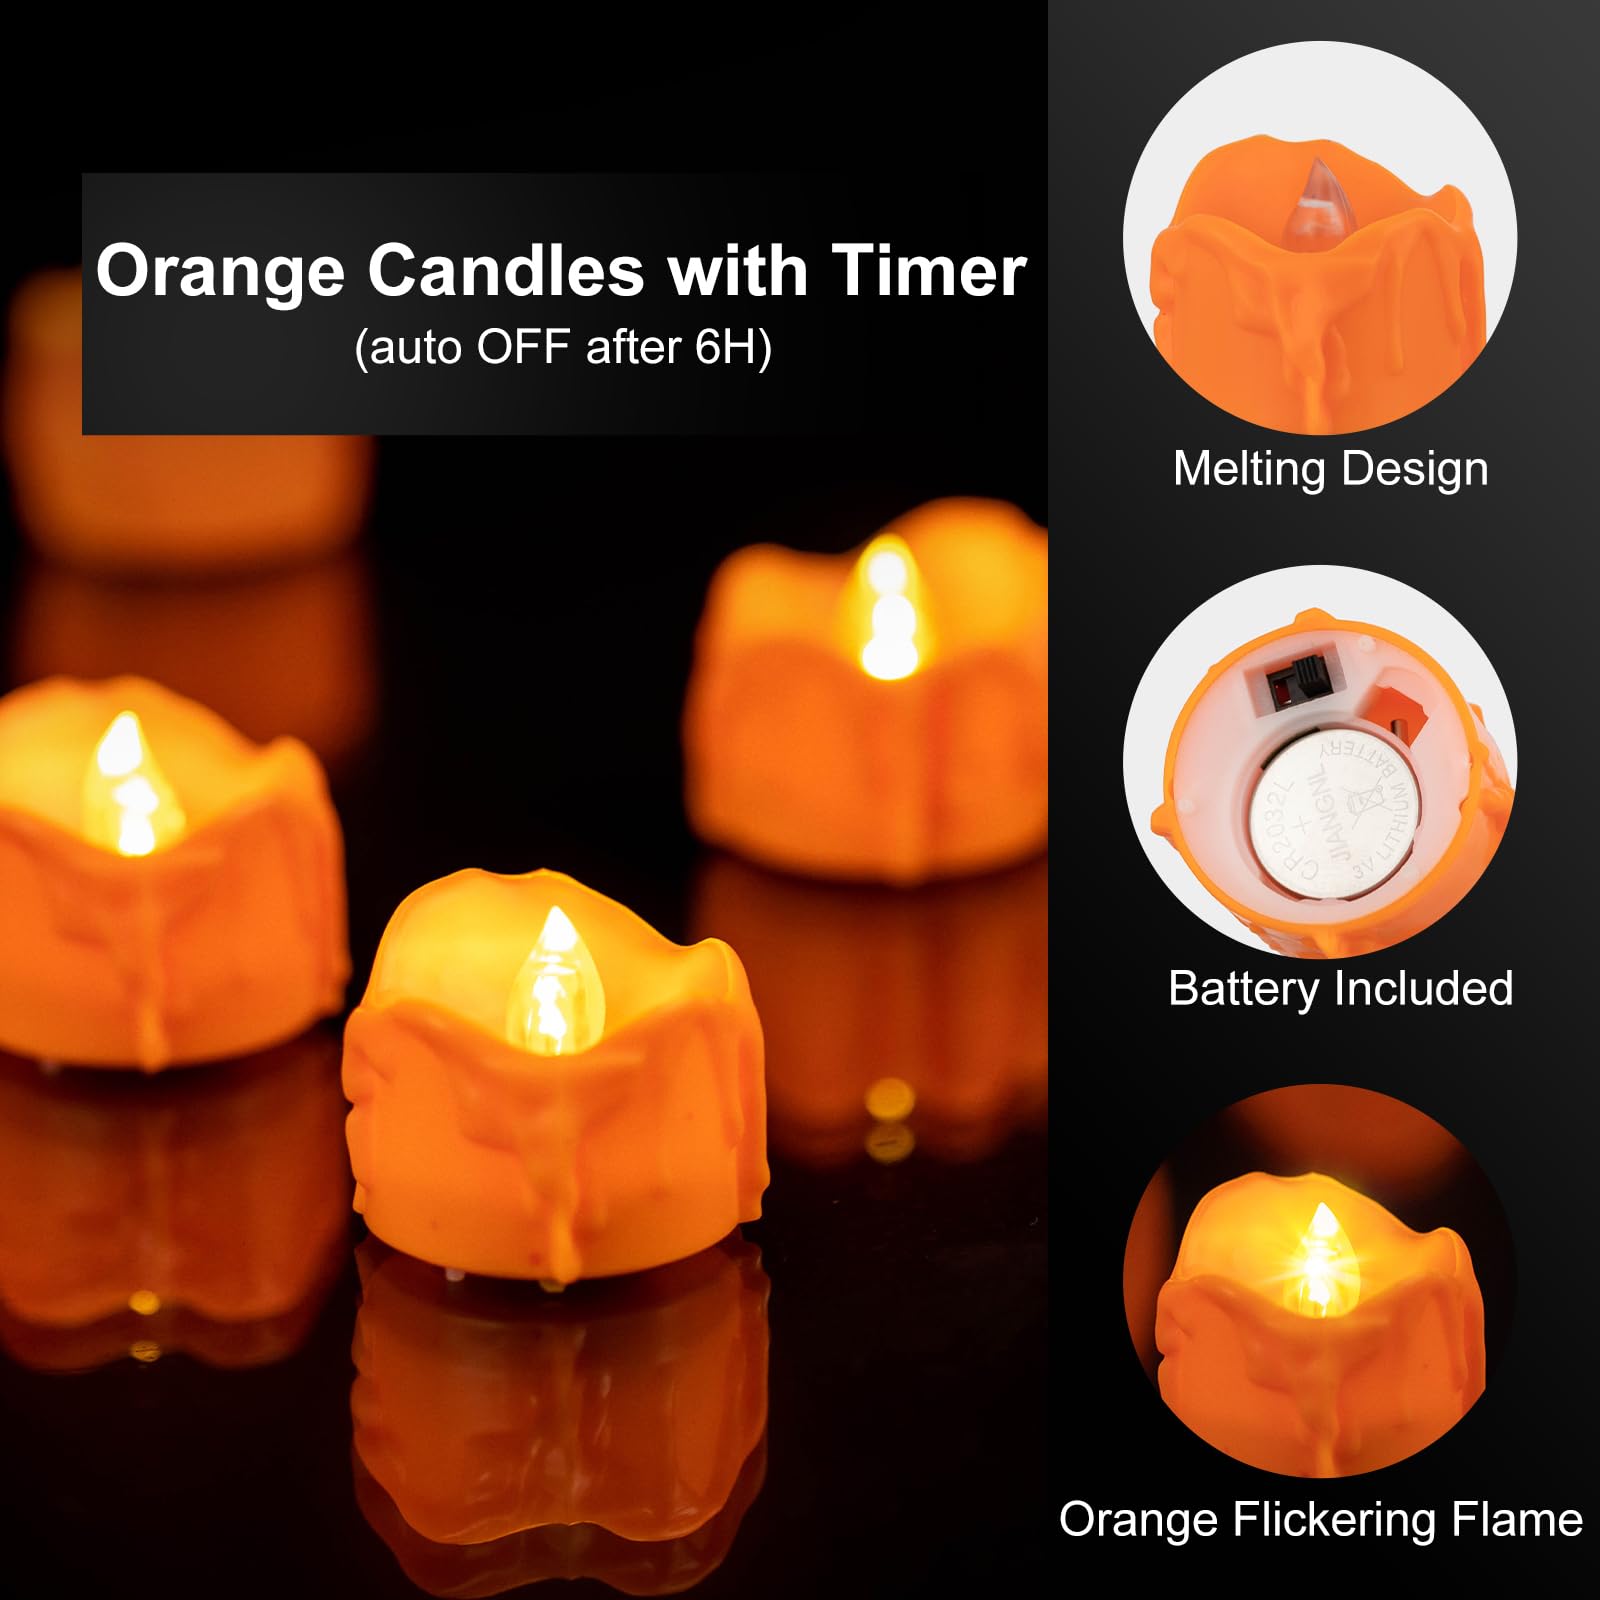 Orange Candles with Timer
(auto OFF after 6H)
Melting Design
CR2032L
+
JIANGNL
BATTERY
3V LITHIUM
Battery Included
Orange Flickering Flame